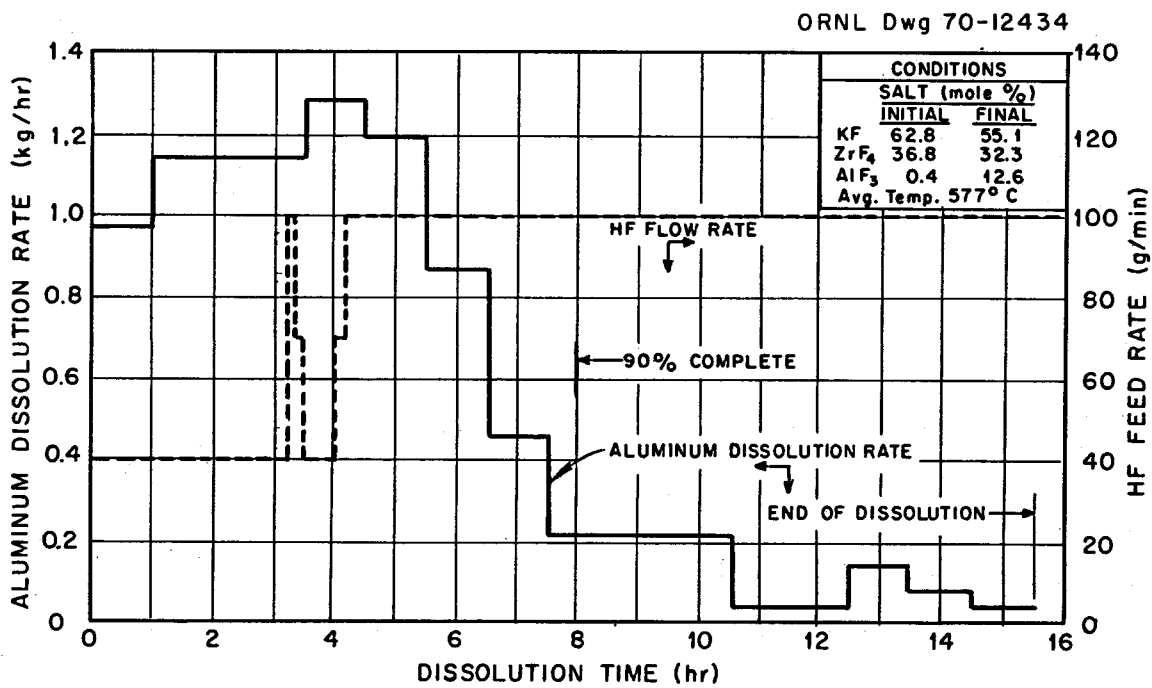 ORNL Dwg 70-12434
ALUMINUM DISSOLUTION RATE (kg/hr)
1.4
1.2
1.0
0.8
0.6
0.4
0.2
0
140
120
100
80
60
40
20
0
HF FEED RATE (g/min)
CONDITIONS
SALT (mole %)
INITIAL FINAL
KF 62.8 55.1
ZrF₄ 36.8 32.3
AlF₃ 0.4 12.6
Avg. Temp. 577° C
HF FLOW RATE
90% COMPLETE
ALUMINUM DISSOLUTION RATE
END OF DISSOLUTION
0 2 4 6 8 10 12 14 16
DISSOLUTION TIME (hr)